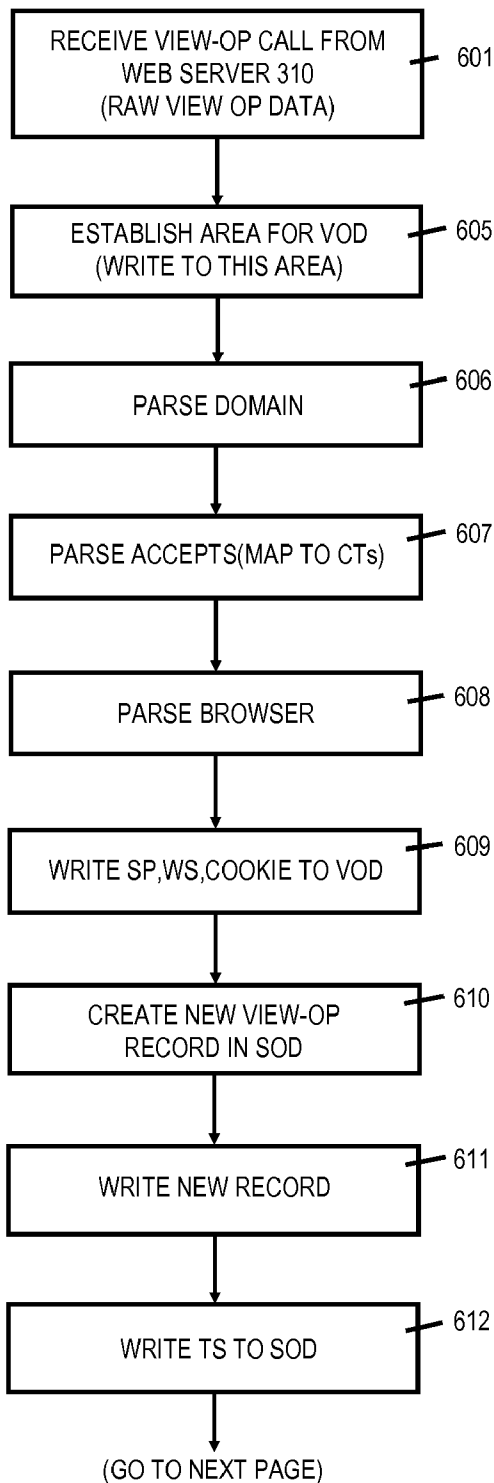 RECEIVE VIEW-OP CALL FROM
WEB SERVER 310
(RAW VIEW OP DATA)
601
ESTABLISH AREA FOR VOD
(WRITE TO THIS AREA)
605
PARSE DOMAIN
606
PARSE ACCEPTS(MAP TO CTs)
607
PARSE BROWSER
608
WRITE SP,WS,COOKIE TO VOD
609
CREATE NEW VIEW-OP
RECORD IN SOD
610
WRITE NEW RECORD
611
WRITE TS TO SOD
612
(GO TO NEXT PAGE)